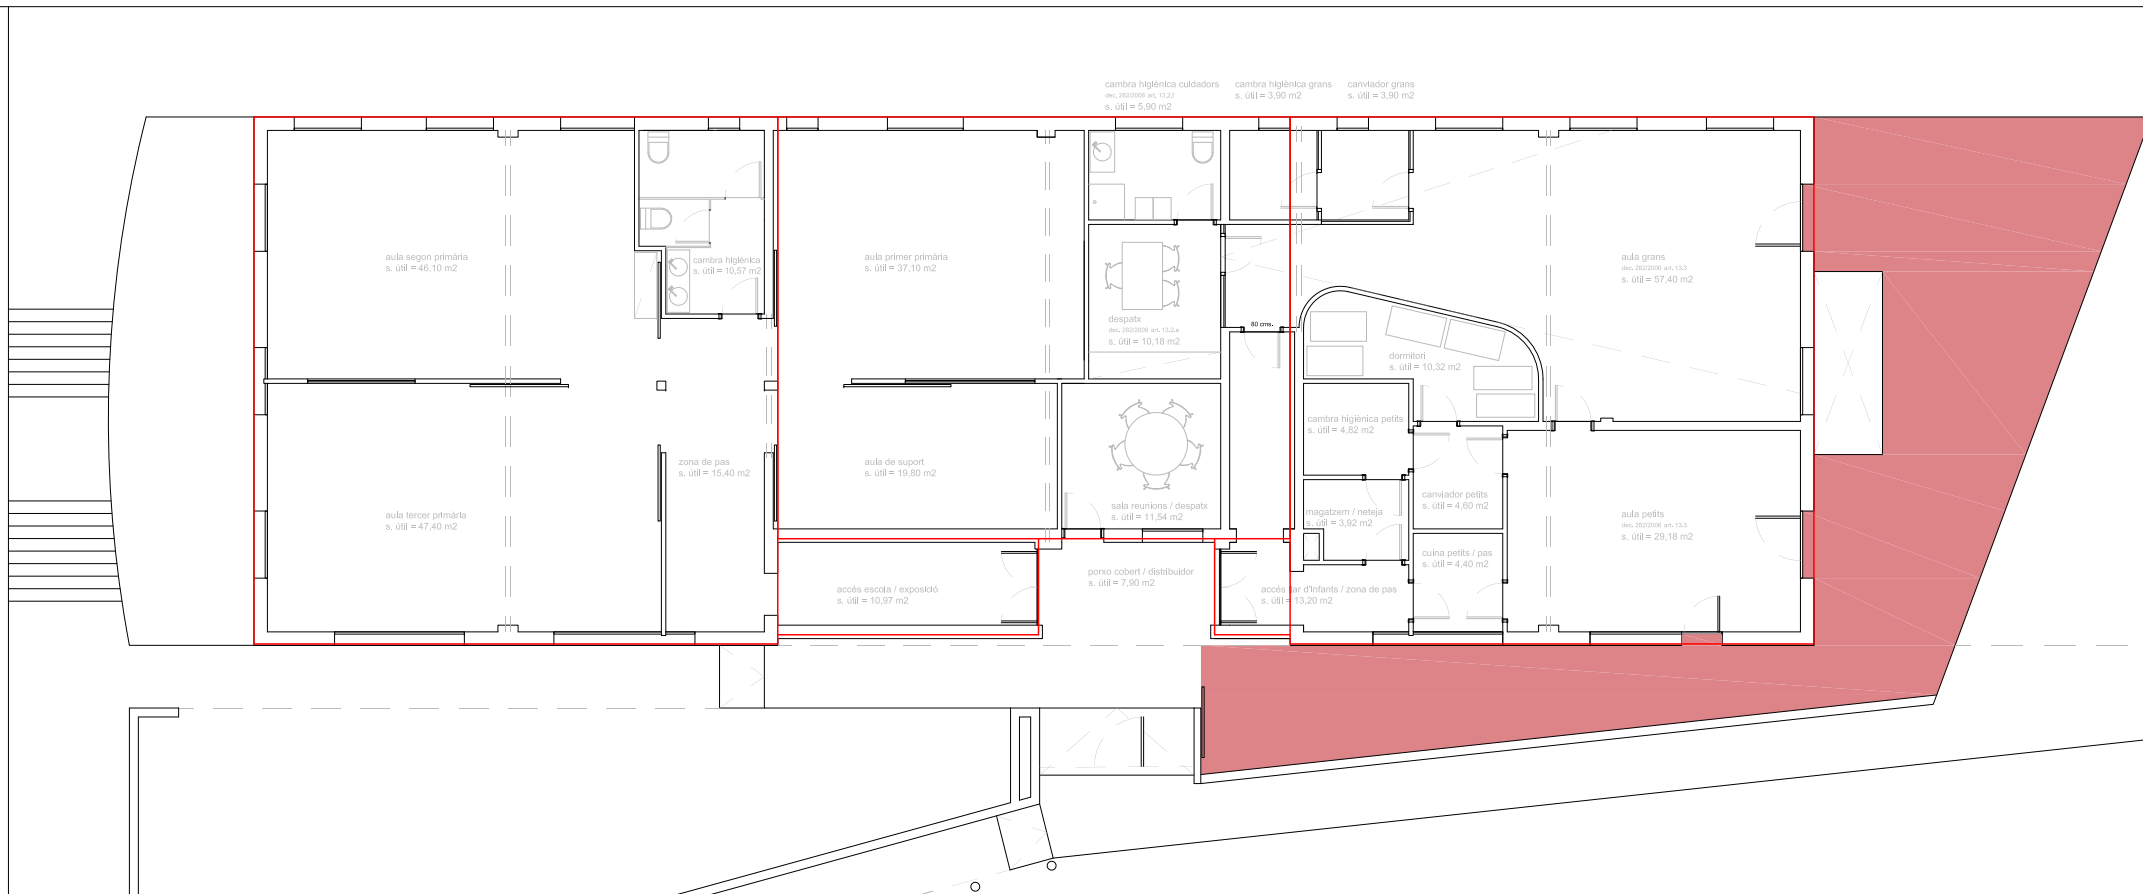 cambra higiènica cuidadors
dec. 282/2006 art. 13.2.f
s. útil = 5,90 m2
cambra higiènica grans
s. útil = 3,90 m2
canviador grans
s. útil = 3,90 m2
aula segon primària
s. útil = 46,10 m2
cambra higiènica
s. útil = 10,57 m2
aula primer primària
s. útil = 37,10 m2
despatx
dec. 282/2006 art. 13.2.e
s. útil = 10,18 m2
80 cms.
aula grans
dec. 282/2006 art. 13.3
s. útil = 57,40 m2
dormitori
s. útil = 10,32 m2
cambra higiènica petits
s. útil = 4,82 m2
zona de pas
s. útil = 15,40 m2
aula de suport
s. útil = 19,80 m2
sala reunions / despatx
s. útil = 11,54 m2
magatzem / neteja
s. útil = 3,92 m2
canviador petits
s. útil = 4,60 m2
aula tercer primària
s. útil = 47,40 m2
aula petits
dec. 282/2006 art. 13.3
s. útil = 29,18 m2
cuina petits / pas
s. útil = 4,40 m2
accés escola / exposició
s. útil = 10,97 m2
porxo cobert / distribuidor
s. útil = 7,90 m2
accés llar d'infants / zona de pas
s. útil = 13,20 m2